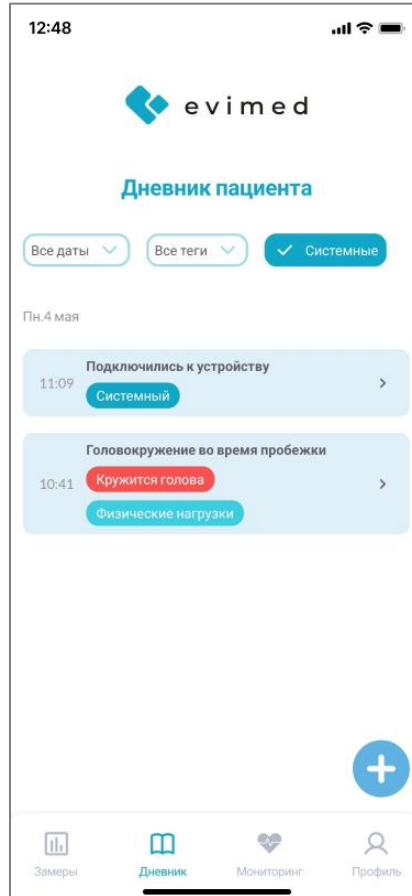 12:48
evimed
Дневник пациента
Все даты
Все теги
Системные
Пн.4 мая
Подключились к устройству
11:09
Системный
Головокружение во время пробежки
10:41
Кружится голова
Физические нагрузки
Замеры
Дневник
Мониторинг
Профиль